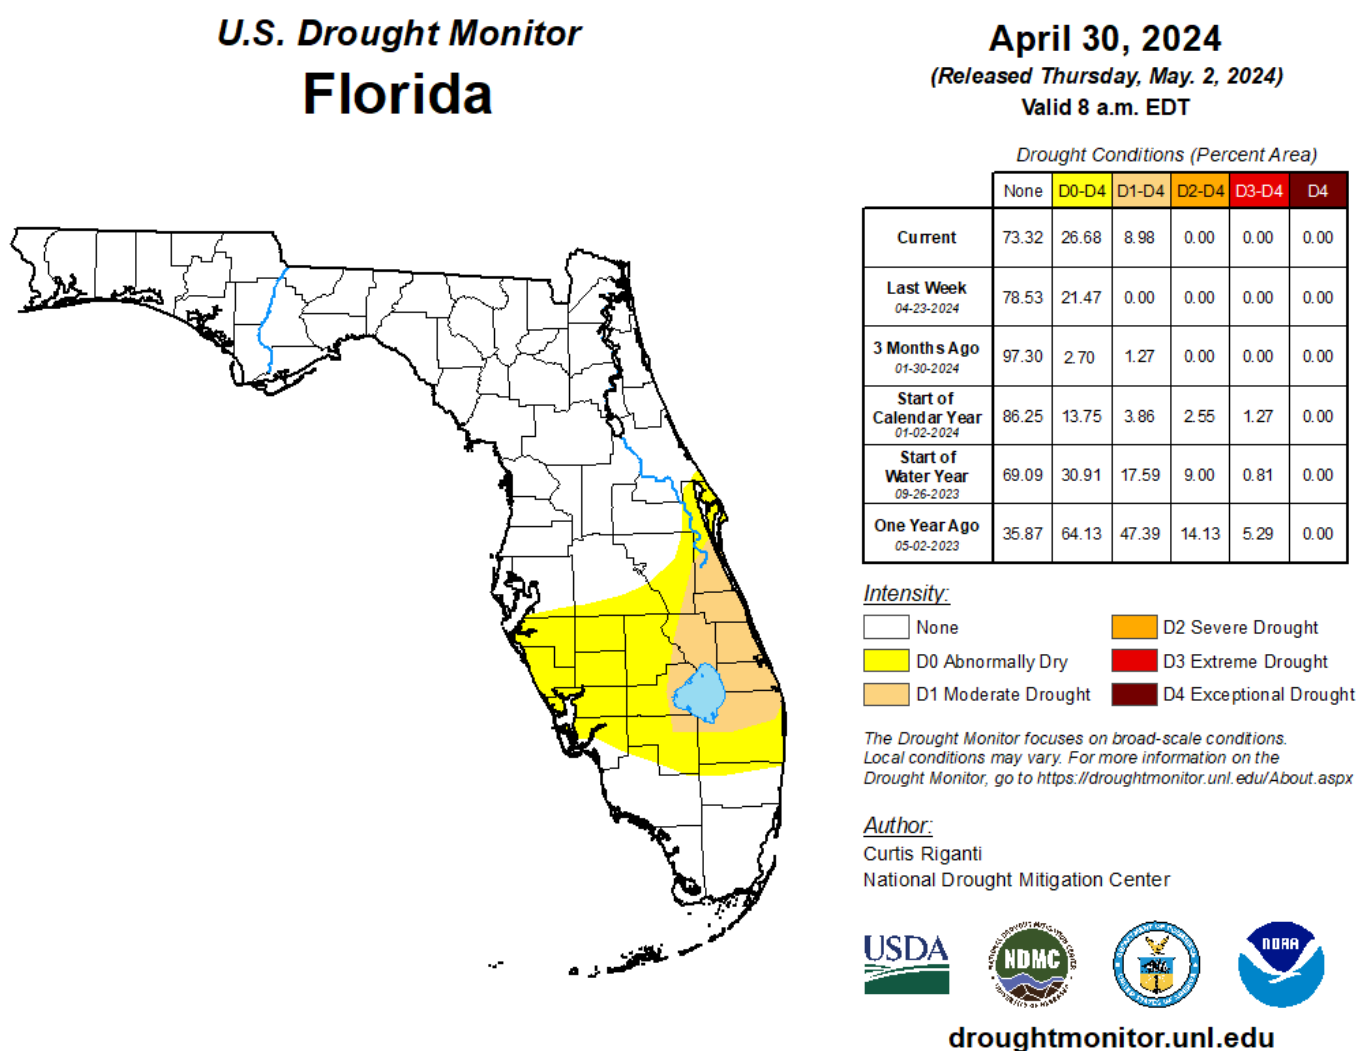 U.S. Drought Monitor
Florida
April 30, 2024
(Released Thursday, May. 2, 2024)
Valid 8 a.m. EDT
Drought Conditions (Percent Area)
None D0-D4 D1-D4 D2-D4 D3-D4 D4
Current 73.32 26.68 8.98 0.00 0.00 0.00
Last Week
04-23-2024 78.53 21.47 0.00 0.00 0.00 0.00
3 Months Ago
01-30-2024 97.30 2.70 1.27 0.00 0.00 0.00
Start of
Calendar Year
01-02-2024 86.25 13.75 3.86 2.55 1.27 0.00
Start of
Water Year
09-26-2023 69.09 30.91 17.59 9.00 0.81 0.00
One Year Ago
05-02-2023 35.87 64.13 47.39 14.13 5.29 0.00
Intensity:
None
D0 Abnormally Dry
D1 Moderate Drought
D2 Severe Drought
D3 Extreme Drought
D4 Exceptional Drought
The Drought Monitor focuses on broad-scale conditions.
Local conditions may vary. For more information on the
Drought Monitor, go to https://droughtmonitor.unl.edu/About.aspx
Author:
Curtis Riganti
National Drought Mitigation Center
USDA
NDMC
NOAA
droughtmonitor.unl.edu